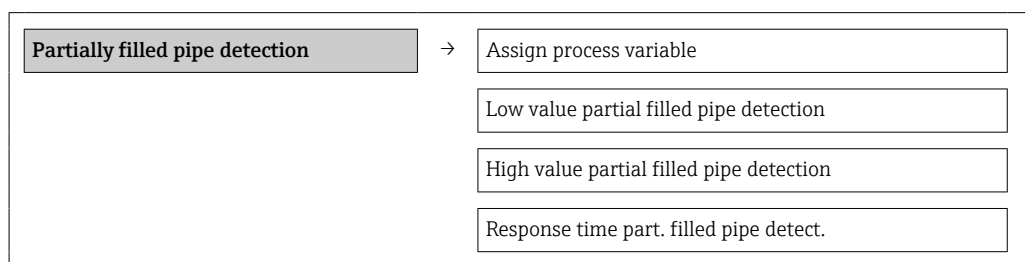 Partially filled pipe detection → Assign process variable
Low value partial filled pipe detection
High value partial filled pipe detection
Response time part. filled pipe detect.